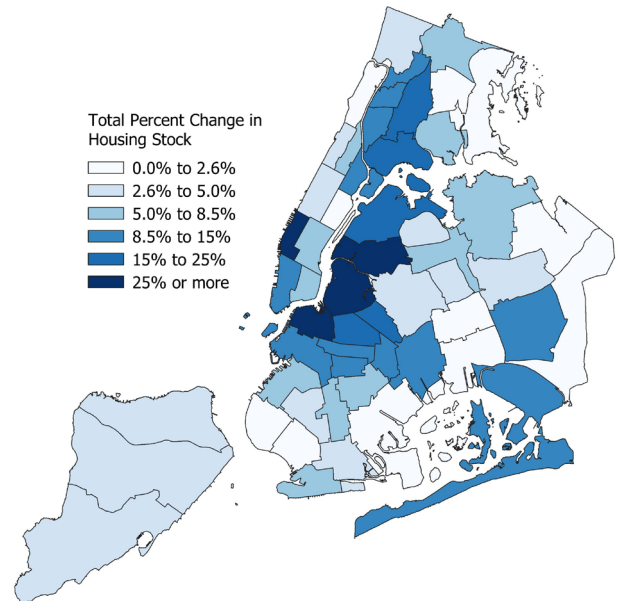 Total Percent Change in
Housing Stock
0.0% to 2.6%
2.6% to 5.0%
5.0% to 8.5%
8.5% to 15%
15% to 25%
25% or more